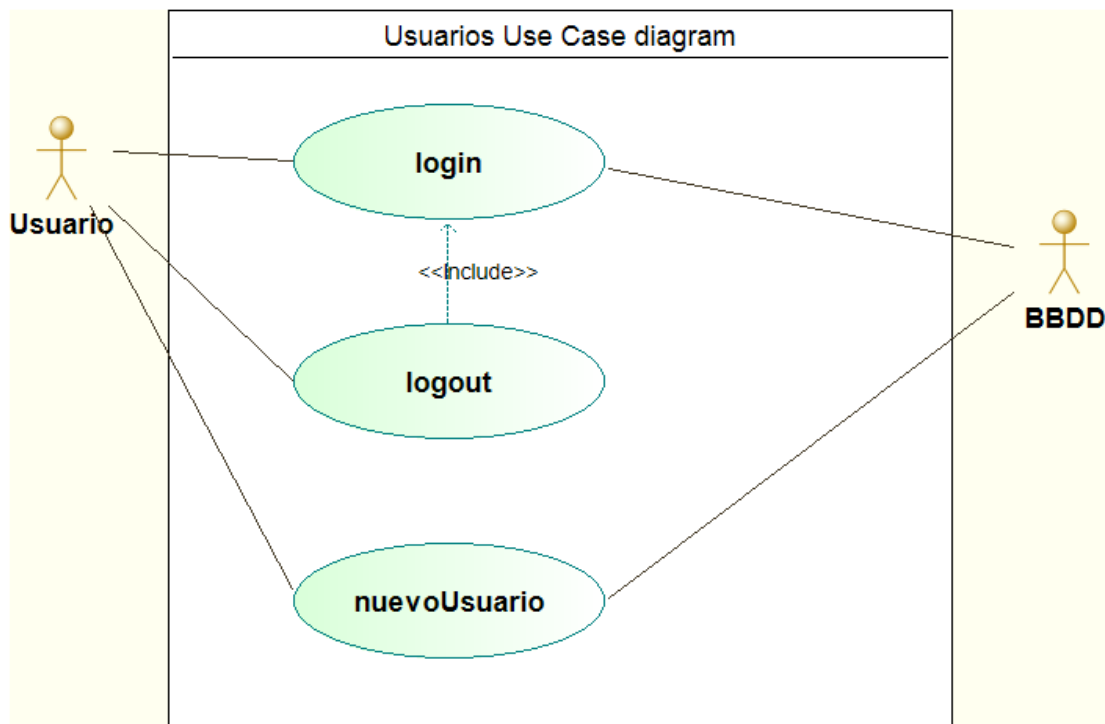 Usuarios Use Case diagram
login
Usuario
<<Include>>
BBDD
logout
nuevoUsuario